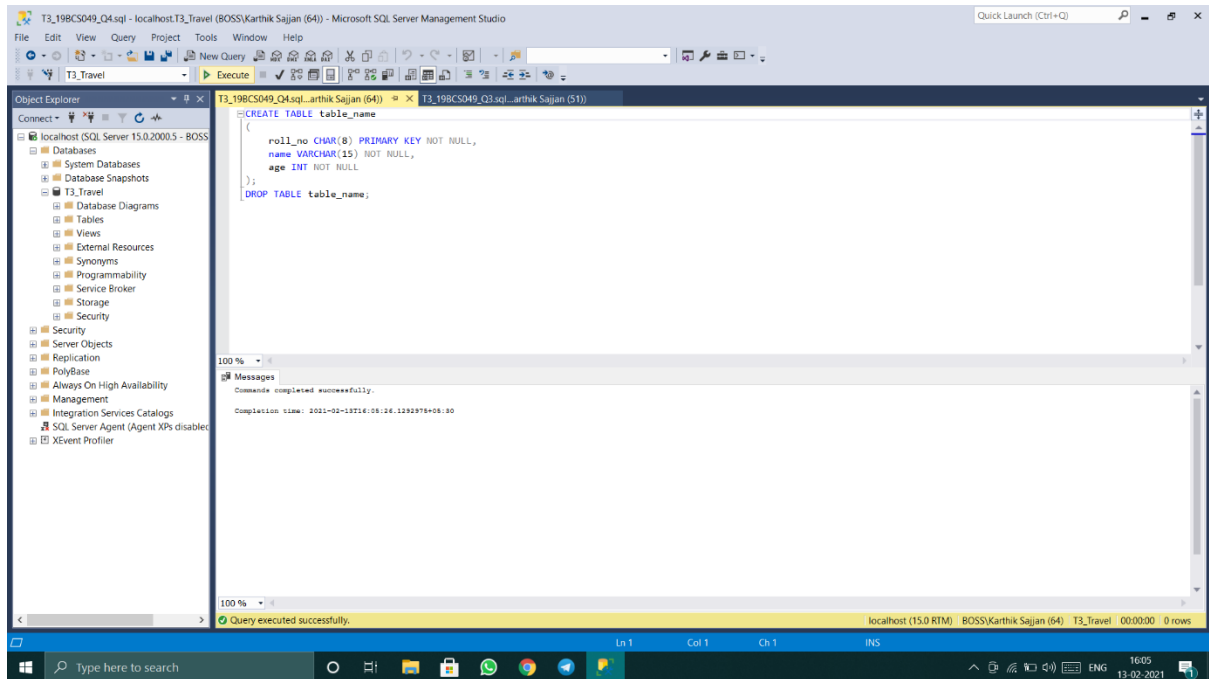 T3_19BCS049_Q4.sql - localhost.T3_Travel (BOSS\Karthik Sajjan (64)) - Microsoft SQL Server Management Studio
Quick Launch (Ctrl+Q)
File Edit View Query Project Tools Window Help
New Query
T3_Travel Execute
Object Explorer
T3_19BCS049_Q4.sql...arthik Sajjan (64)) T3_19BCS049_Q3.sql...arthik Sajjan (51))
Connect
localhost (SQL Server 15.0.2000.5 - BOSS
Databases
System Databases
Database Snapshots
T3_Travel
Database Diagrams
Tables
Views
External Resources
Synonyms
Programmability
Service Broker
Storage
Security
Security
Server Objects
Replication
PolyBase
Always On High Availability
Management
Integration Services Catalogs
SQL Server Agent (Agent XPs disabled
XEvent Profiler
CREATE TABLE table_name
(
roll_no CHAR(8) PRIMARY KEY NOT NULL,
name VARCHAR(15) NOT NULL,
age INT NOT NULL
);
DROP TABLE table_name;
100 %
Messages
Commands completed successfully.
Completion time: 2021-02-13T16:05:26.1292975+05:30
100 %
Query executed successfully. localhost (15.0 RTM) BOSS\Karthik Sajjan (64) T3_Travel 00:00:00 0 rows
Ln 1 Col 1 Ch 1 INS
Type here to search
ENG
16:05
13-02-2021